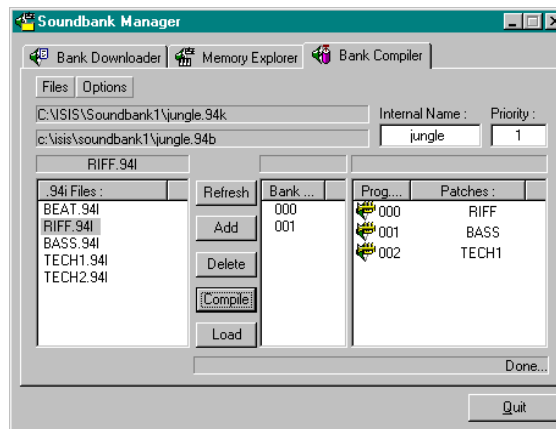 Soundbank Manager
Bank Downloader Memory Explorer Bank Compiler
Files Options
C:\ISIS\Soundbank1\jungle.94k
Internal Name : Priority :
c:\isis\soundbank1\jungle.94b
jungle 1
RIFF.94I
.94i Files :
BEAT.94I
RIFF.94I
BASS.94I
TECH1.94I
TECH2.94I
Refresh
Add
Delete
Compile
Load
Bank ...
000
001
Prog.... Patches :
000 RIFF
001 BASS
002 TECH1
Done...
Quit